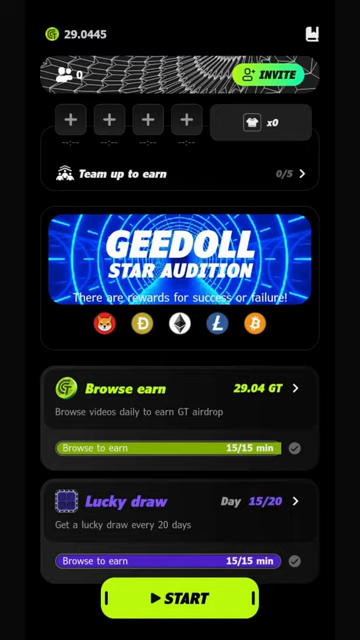 29.0445
0
INVITE
+ + + +
x0
--:-- --:-- --:-- --:--
Team up to earn 0/5 >
GEEDOLL
STAR AUDITION
There are rewards for success or failure!
Browse earn 29.04 GT >
Browse videos daily to earn GT airdrop
Browse to earn 15/15 min
Lucky draw Day 15/20 >
Get a lucky draw every 20 days
Browse to earn 15/15 min
START